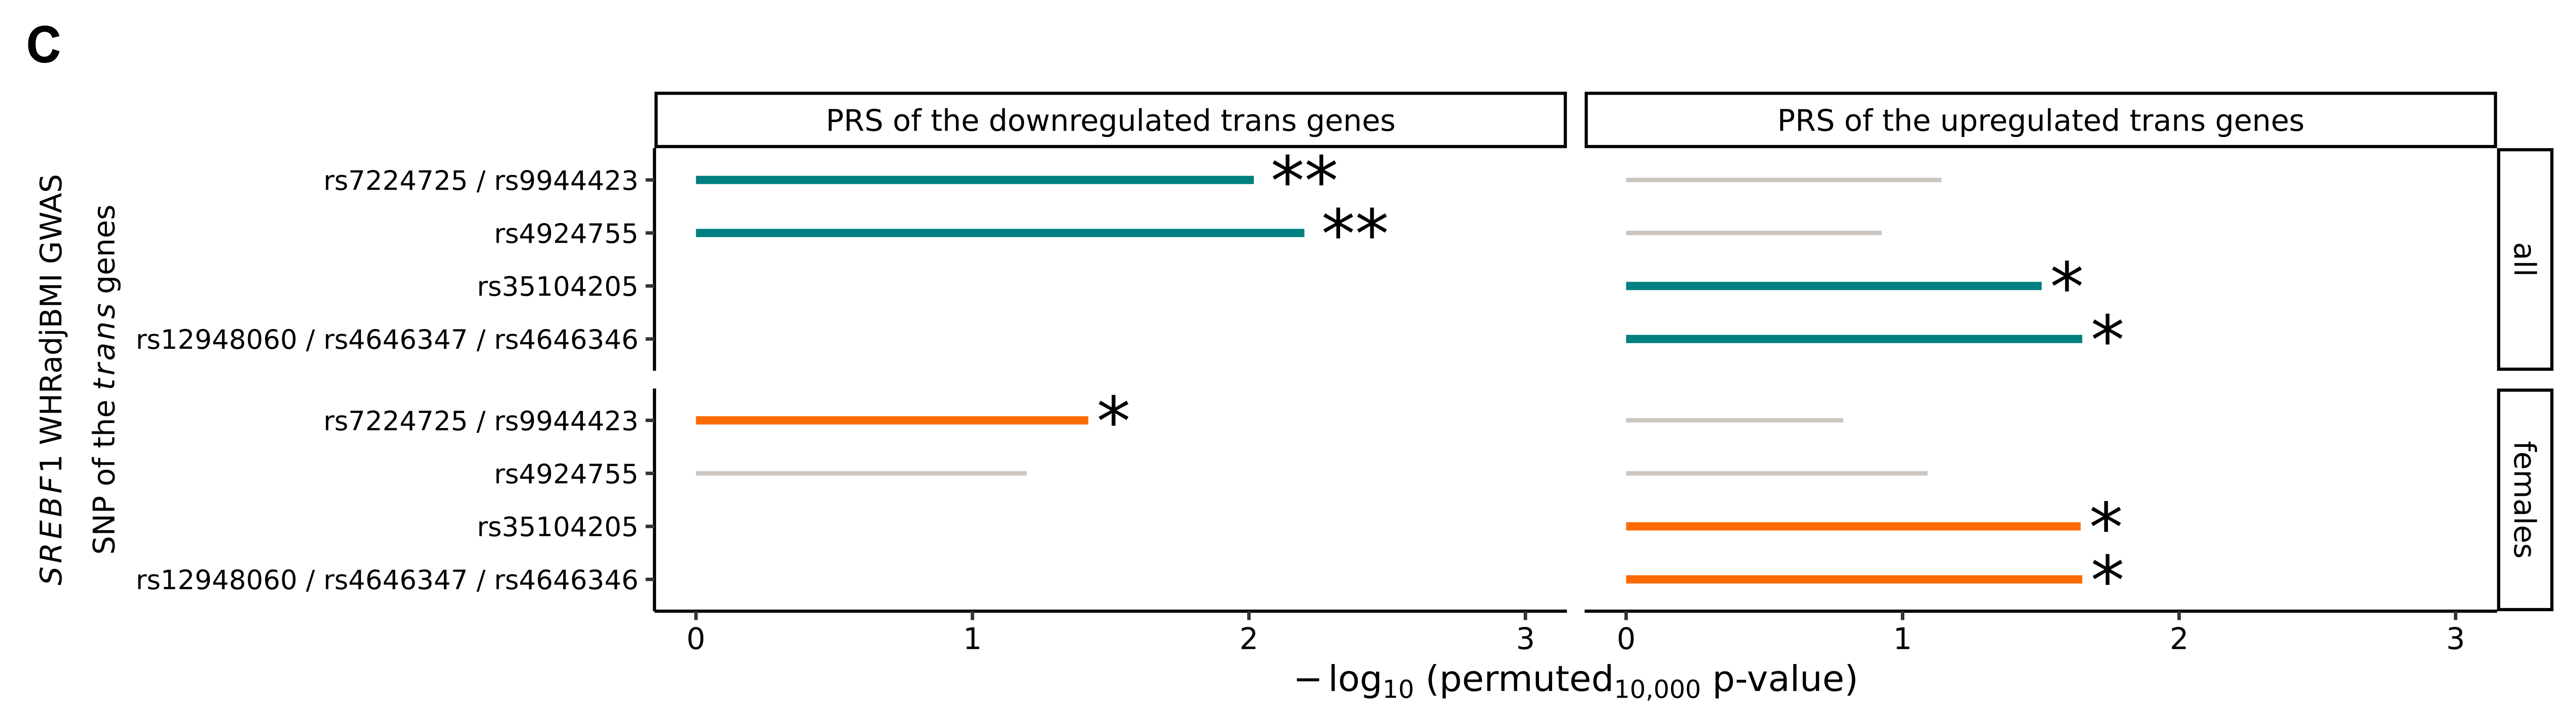 C
PRS of the downregulated trans genes
PRS of the upregulated trans genes
SREBF1 WHRadjBMI GWAS
SNP of the trans genes
rs7224725 / rs9944423
**
rs4924755
**
rs35104205
*
rs12948060 / rs4646347 / rs4646346
*
all
rs7224725 / rs9944423
*
rs4924755
rs35104205
*
rs12948060 / rs4646347 / rs4646346
*
females
0 1 2 3 0 1 2 3
−log10 (permuted10,000 p-value)